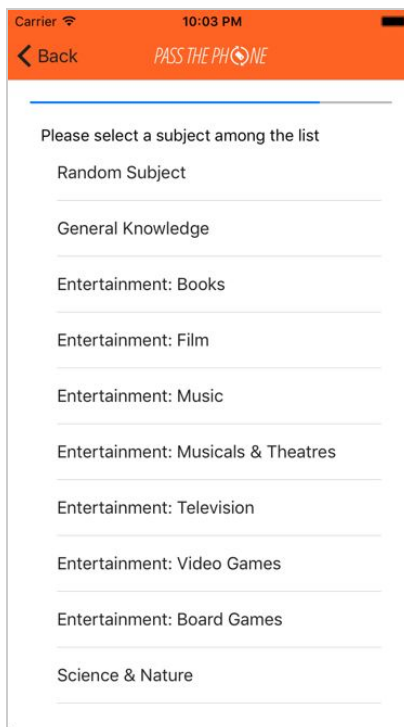 Carrier 10:03 PM
Back PASS THE PHONE
Please select a subject among the list
Random Subject
General Knowledge
Entertainment: Books
Entertainment: Film
Entertainment: Music
Entertainment: Musicals & Theatres
Entertainment: Television
Entertainment: Video Games
Entertainment: Board Games
Science & Nature